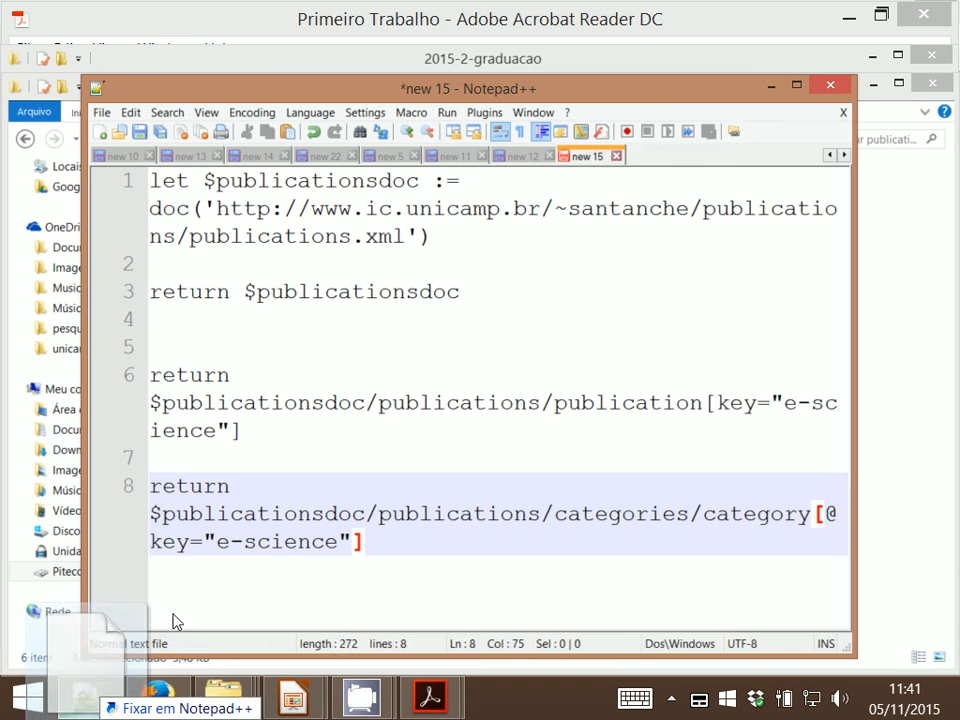 Primeiro Trabalho - Adobe Acrobat Reader DC
2015-2-graduacao
*new 15 - Notepad++
Arquivo
File Edit Search View Encoding Language Settings Macro Run Plugins Window ? X
new 10 new 13 new 14 new 22 new 5 new 11 new 12 new 15
publicati...
Locais
Goog
OneDri
Docu
Image
Music
Músic
pesqu
unicar
Meu co
Área d
Docu
Down
Image
Músic
Vídeo
Disco
Unida
Piteco
Rede
1 let $publicationsdoc :=
doc('http://www.ic.unicamp.br/~santanche/publicatio
ns/publications.xml')
2
3 return $publicationsdoc
4
5
6 return
$publicationsdoc/publications/publication[key="e-sc
ience"]
7
8 return
$publicationsdoc/publications/categories/category[@
key="e-science"]
Normal text file length : 272 lines : 8 Ln : 8 Col : 75 Sel : 0 | 0 Dos\Windows UTF-8 INS
6 iten
Fixar em Notepad++
11:41
05/11/2015